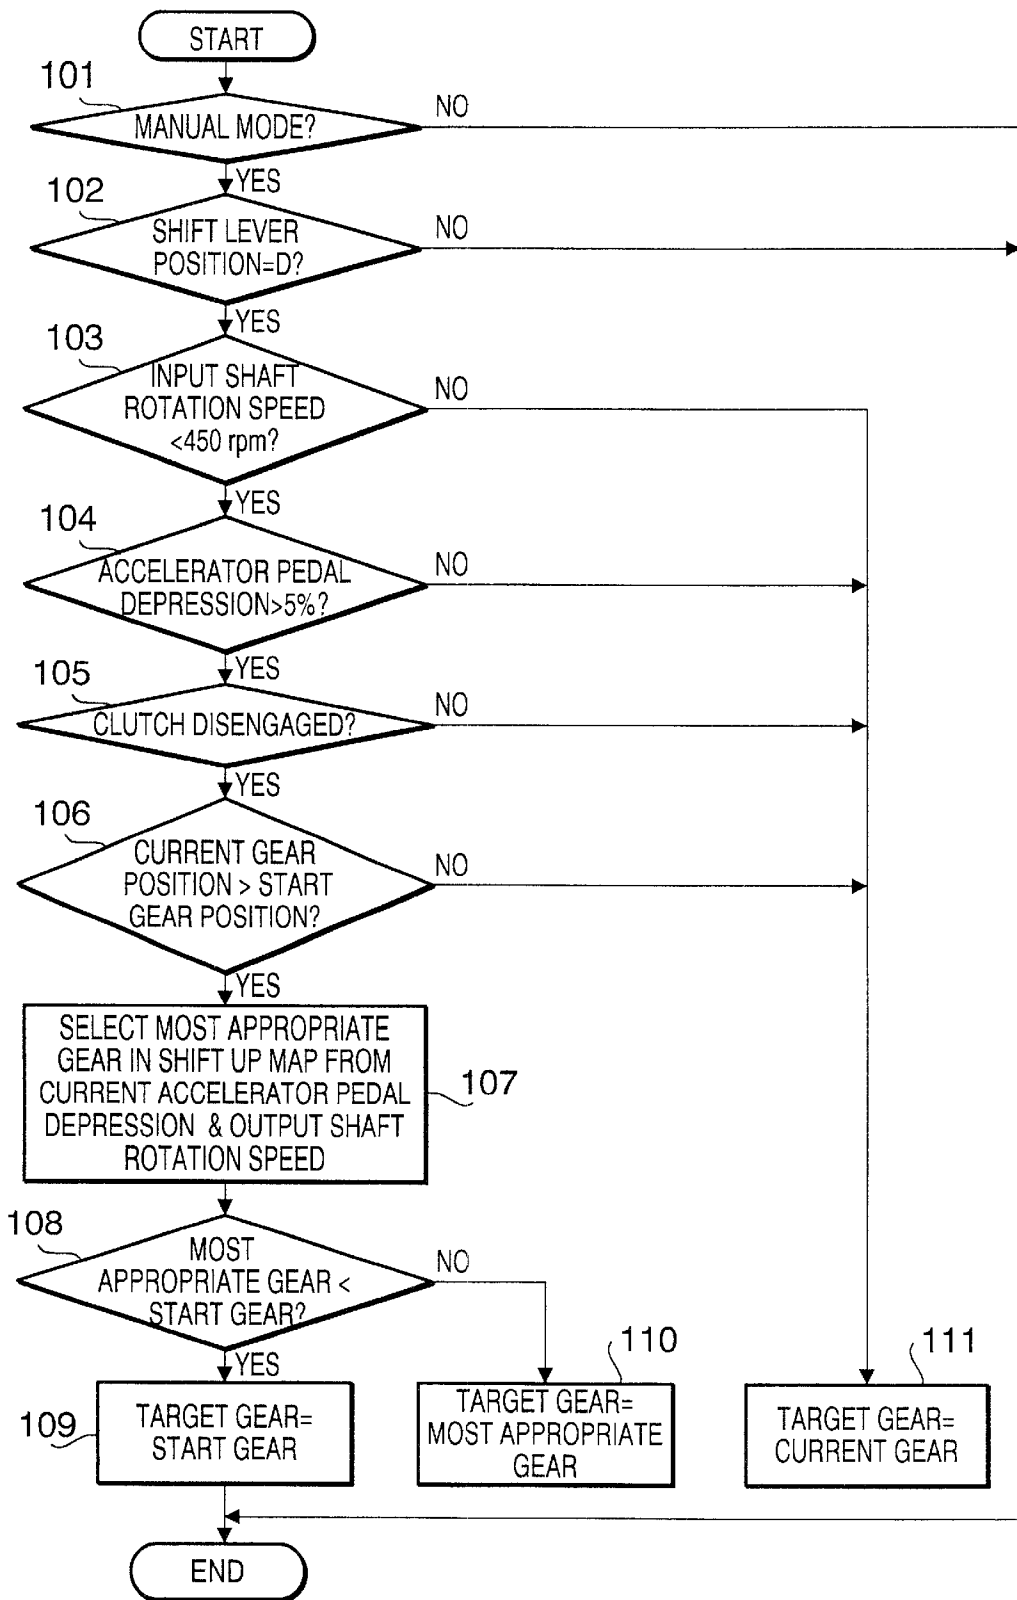 START
101
MANUAL MODE?
NO
YES
102
SHIFT LEVER
POSITION=D?
NO
YES
103
INPUT SHAFT
ROTATION SPEED
<450 rpm?
NO
YES
104
ACCELERATOR PEDAL
DEPRESSION>5%?
NO
YES
105
CLUTCH DISENGAGED?
NO
YES
106
CURRENT GEAR
POSITION > START
GEAR POSITION?
NO
YES
SELECT MOST APPROPRIATE
GEAR IN SHIFT UP MAP FROM
CURRENT ACCELERATOR PEDAL
DEPRESSION & OUTPUT SHAFT
ROTATION SPEED
107
108
MOST
APPROPRIATE GEAR <
START GEAR?
NO
YES
109
TARGET GEAR=
START GEAR
110
TARGET GEAR=
MOST APPROPRIATE
GEAR
111
TARGET GEAR=
CURRENT GEAR
END